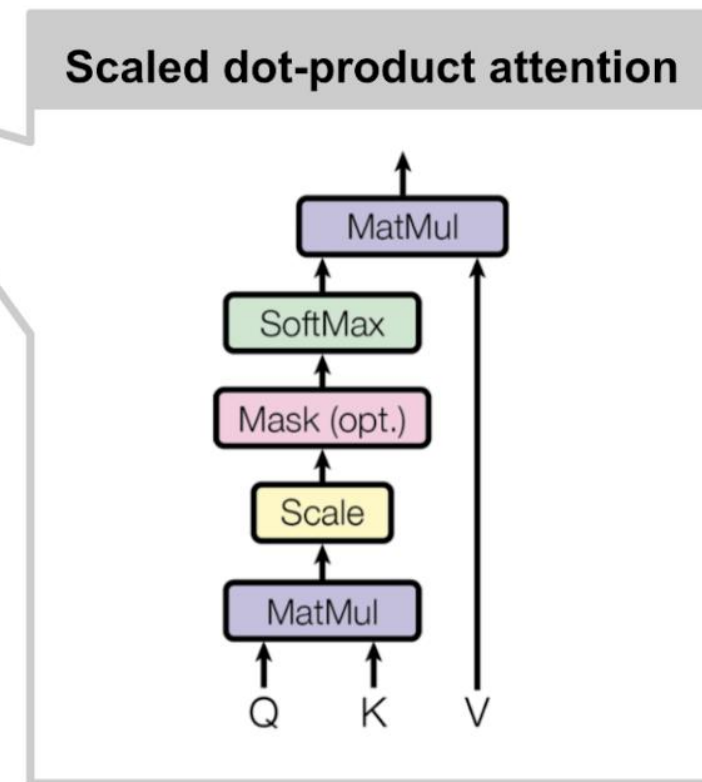 Scaled dot-product attention
MatMul
SoftMax
Mask (opt.)
Scale
MatMul
Q K V